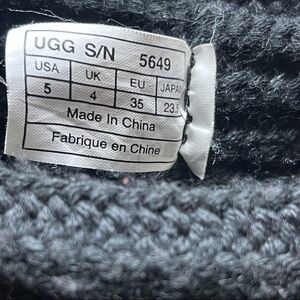 UGG S/N 5649
USA UK EU JAPAN
5 4 35 23.5
Made In China
Fabrique en Chine